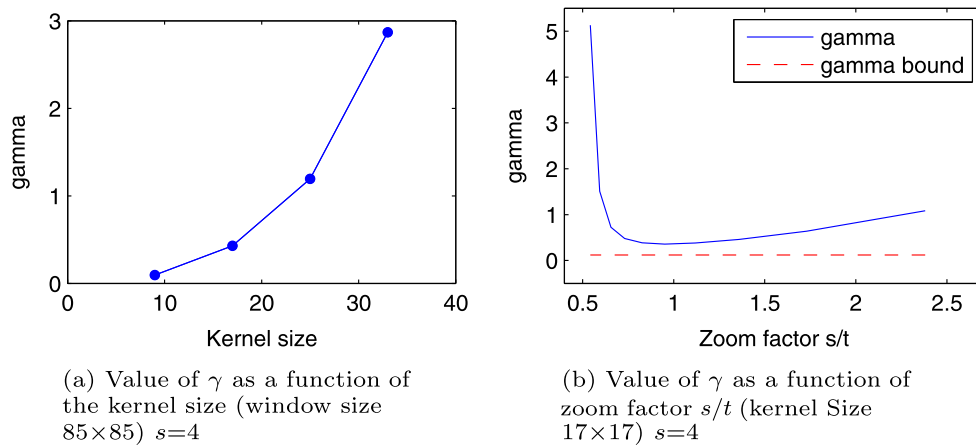 3
2
1
0
gamma
0
10
20
30
40
Kernel size
(a) Value of γ as a function of
the kernel size (window size
85×85) s=4
5
4
3
2
1
0
gamma
gamma
gamma bound
0.5
1
1.5
2
2.5
Zoom factor s/t
(b) Value of γ as a function of
zoom factor s/t (kernel Size
17×17) s=4